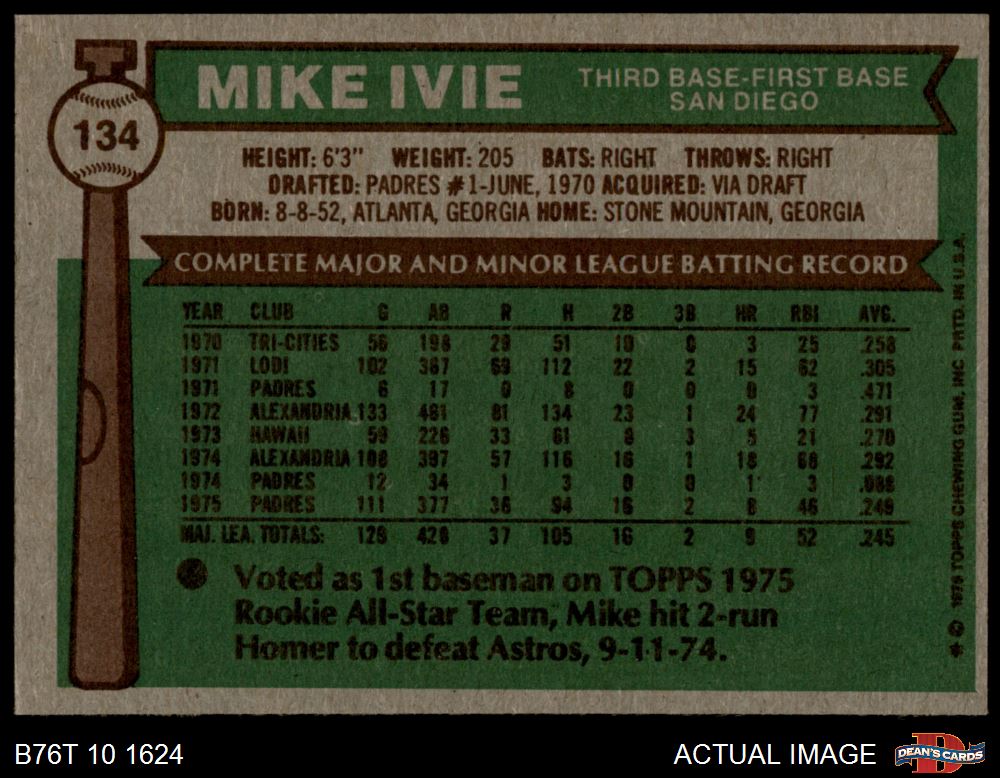 134
MIKE IVIE
THIRD BASE-FIRST BASE
SAN DIEGO
HEIGHT: 6'3" WEIGHT: 205 BATS: RIGHT THROWS: RIGHT
DRAFTED: PADRES #1-JUNE, 1970 ACQUIRED: VIA DRAFT
BORN: 8-8-52, ATLANTA, GEORGIA HOME: STONE MOUNTAIN, GEORGIA
COMPLETE MAJOR AND MINOR LEAGUE BATTING RECORD
YEAR CLUB G AB R H 2B 3B HR RBI AVG.
1970 TRI-CITIES 56 198 29 51 10 0 3 25 .258
1971 LODI 102 367 69 112 22 2 15 62 .305
1971 PADRES 6 17 0 8 0 0 0 3 .471
1972 ALEXANDRIA 133 461 81 134 23 1 24 77 .291
1973 HAWAII 59 226 33 61 3 5 21 .270
1974 ALEXANDRIA 108 397 57 116 16 1 18 68 .292
1974 PADRES 12 34 1 3 0 0 1 3 .088
1975 PADRES 111 377 36 94 16 2 8 46 .249
MAJ. LEA. TOTALS: 428 37 105 16 2 9 52 .245
Voted as 1st baseman on TOPPS 1975
Rookie All-Star Team, Mike hit 2-run
Homer to defeat Astros, 9-11-74.
* © 1976 TOPPS CHEWING GUM, INC PRTD. IN U.S.A.
B76T 10 1624
ACTUAL IMAGE
DEAN'S CARDS